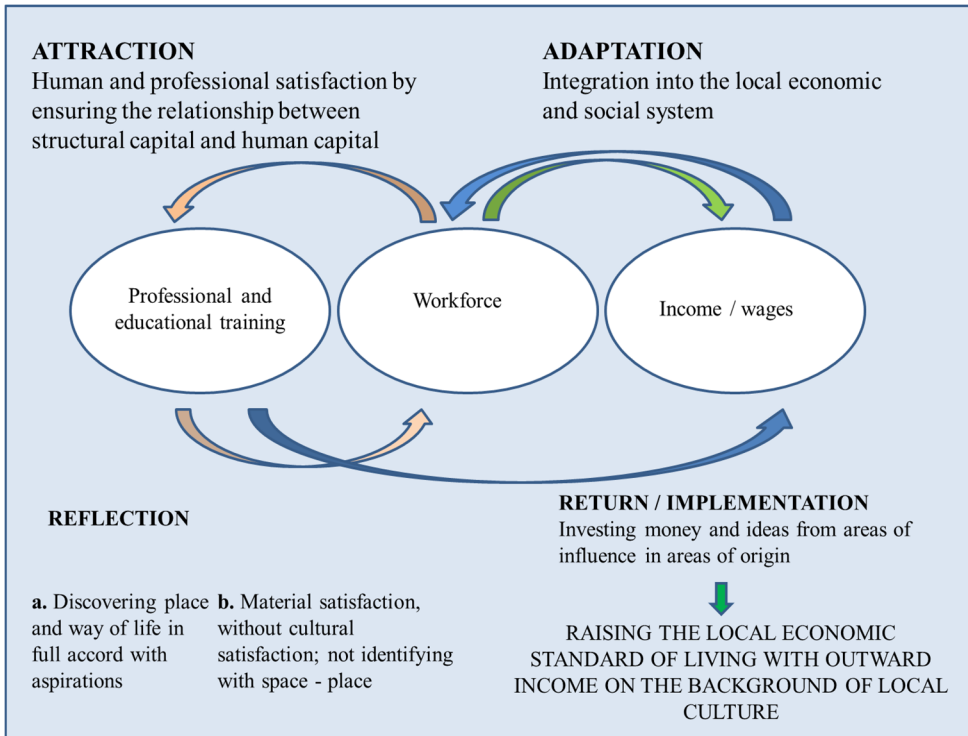 ATTRACTION
Human and professional satisfaction by
ensuring the relationship between
structural capital and human capital
ADAPTATION
Integration into the local economic
and social system
Professional and
educational training
Workforce
Income / wages
REFLECTION
a. Discovering place
and way of life in
full accord with
aspirations
b. Material satisfaction,
without cultural
satisfaction; not identifying
with space - place
RETURN / IMPLEMENTATION
Investing money and ideas from areas of
influence in areas of origin
RAISING THE LOCAL ECONOMIC
STANDARD OF LIVING WITH OUTWARD
INCOME ON THE BACKGROUND OF LOCAL
CULTURE